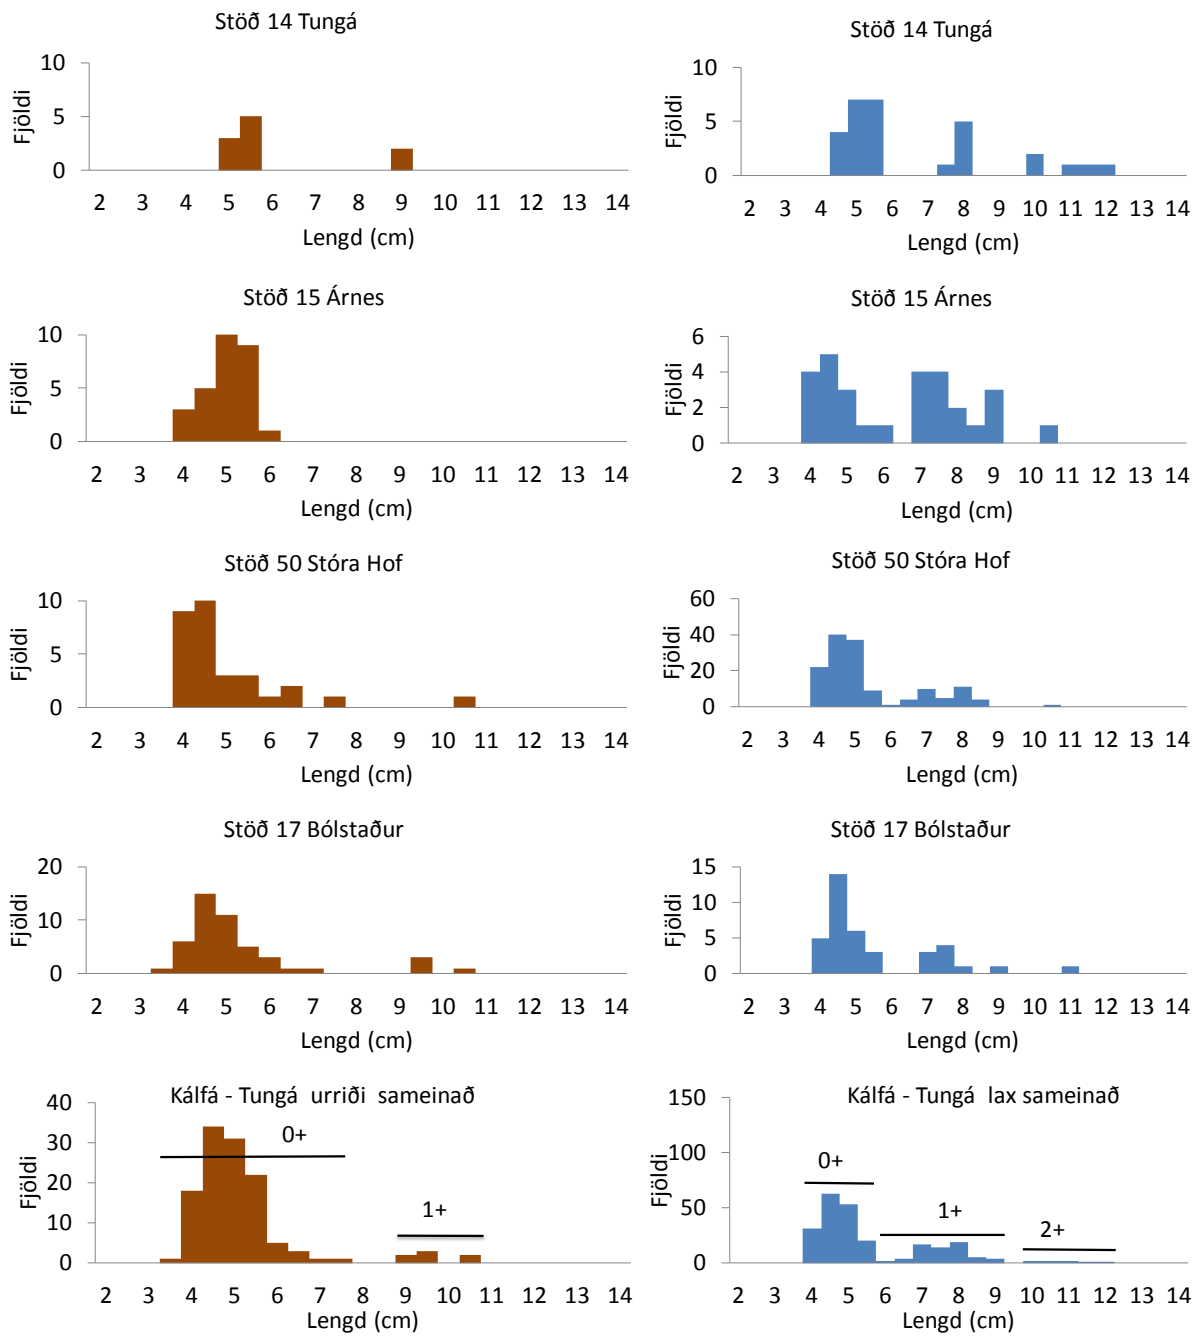 Stöð 14 Tungá
10
5
0
Fjöldi
2 3 4 5 6 7 8 9 10 11 12 13 14
Lengd (cm)
Stöð 14 Tungá
10
5
0
Fjöldi
2 3 4 5 6 7 8 9 10 11 12 13 14
Lengd (cm)
Stöð 15 Árnes
10
5
0
Fjöldi
2 3 4 5 6 7 8 9 10 11 12 13 14
Lengd (cm)
Stöð 15 Árnes
6
4
2
0
Fjöldi
2 3 4 5 6 7 8 9 10 11 12 13 14
Lengd (cm)
Stöð 50 Stóra Hof
10
5
0
Fjöldi
2 3 4 5 6 7 8 9 10 11 12 13 14
Lengd (cm)
Stöð 50 Stóra Hof
60
40
20
0
Fjöldi
2 3 4 5 6 7 8 9 10 11 12 13 14
Lengd (cm)
Stöð 17 Bólstaður
20
10
0
Fjöldi
2 3 4 5 6 7 8 9 10 11 12 13 14
Lengd (cm)
Stöð 17 Bólstaður
15
10
5
0
Fjöldi
2 3 4 5 6 7 8 9 10 11 12 13 14
Lengd (cm)
Kálfá - Tungá urriði sameinað
40
30
20
10
0
Fjöldi
0+
1+
2 3 4 5 6 7 8 9 10 11 12 13 14
Lengd (cm)
Kálfá - Tungá lax sameinað
150
100
50
0
Fjöldi
0+
1+
2+
2 3 4 5 6 7 8 9 10 11 12 13 14
Lengd (cm)